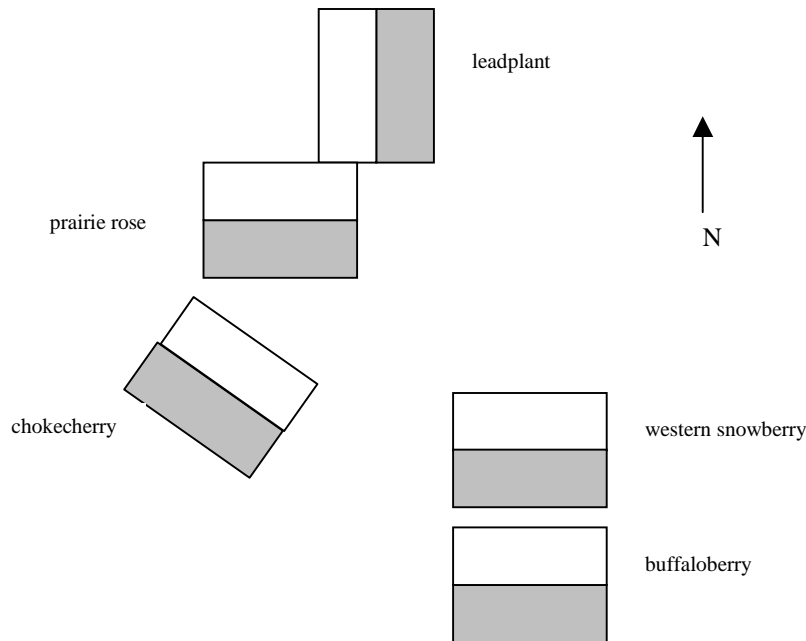 leadplant
prairie rose
N
chokecherry
western snowberry
buffaloberry